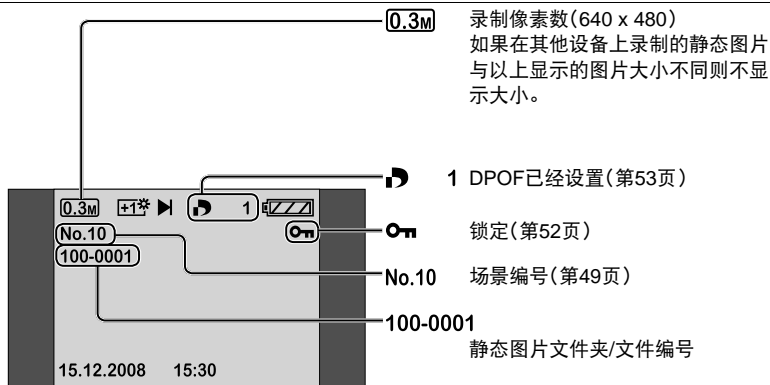 0.3M 录制像素数（640 x 480）
如果在其他设备上录制的静态图片
与以上显示的图片大小不同则不显
示大小。
1 DPOF已经设置（第53页）
锁定（第52页）
No.10 场景编号（第49页）
100-0001
静态图片文件夹/文件编号
0.3M +1 1
No.10
100-0001
15.12.2008 15:30